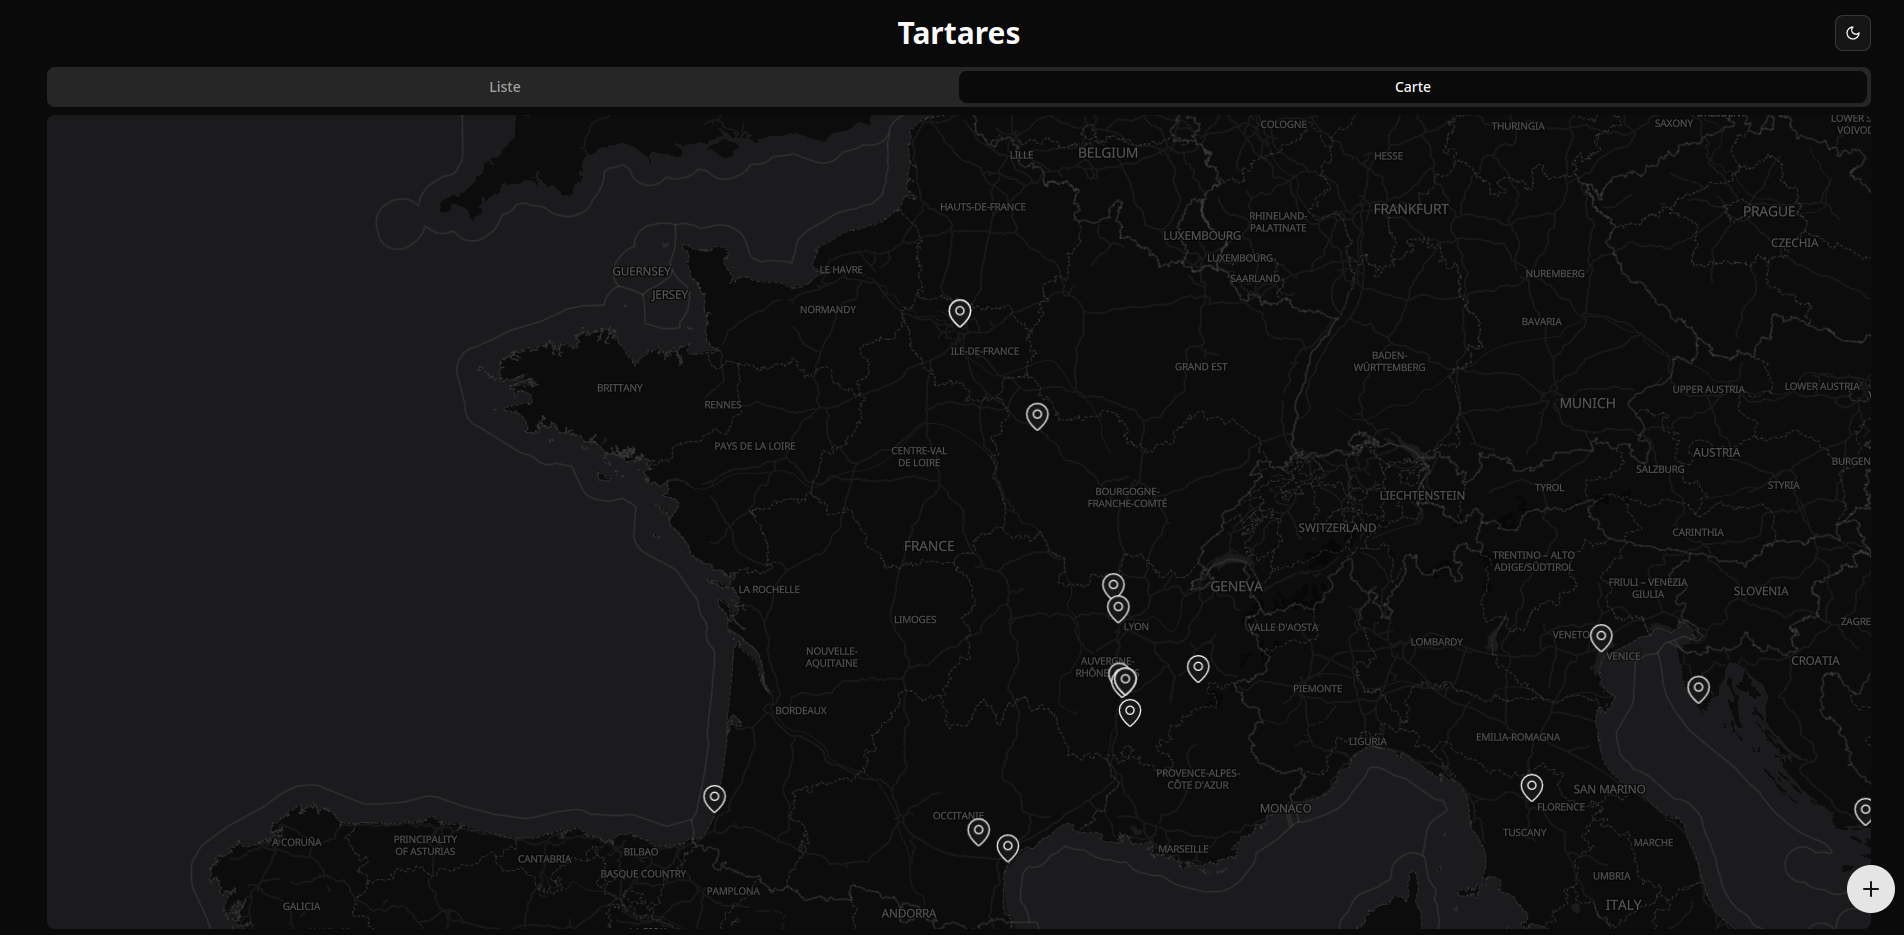 Tartares
Liste
Carte
COLOGNE
THURINGIA
SAXONY
LOWER S
VOIVOD
LILLE
BELGIUM
HESSE
HAUTS-DE-FRANCE
FRANKFURT
PRAGUE
RHINELAND-
PALATINATE
LUXEMBOURG
CZECHIA
LUXEMBOURG
GUERNSEY
LE HAVRE
SAARLAND
NUREMBERG
JERSEY
NORMANDY
BAVARIA
ILE-DE-FRANCE
BADEN-
WÜRTTEMBERG
GRAND EST
BRITTANY
UPPER AUSTRIA
LOWER AUSTRIA
RENNES
MUNICH
PAYS DE LA LOIRE
CENTRE-VAL
DE LOIRE
AUSTRIA
BURGEN
SALZBURG
BOURGOGNE-
FRANCHE-COMTÉ
LIECHTENSTEIN
TYROL
STYRIA
SWITZERLAND
CARINTHIA
FRANCE
TRENTINO – ALTO
ADIGE/SÜDTIROL
LA ROCHELLE
GENEVA
FRIULI – VENEZIA
GIULIA
SLOVENIA
LIMOGES
LYON
VALLE D'AOSTA
LOMBARDY
VENETO
ZAGRE
NOUVELLE-
AQUITAINE
AUVERGNE-
RHÔNE
VENICE
CROATIA
PIEMONTE
BORDEAUX
LIGURIA
EMILIA-ROMAGNA
PROVENCE-ALPES-
CÔTE D'AZUR
SAN MARINO
MONACO
FLORENCE
OCCITANIE
TUSCANY
A CORUÑA
PRINCIPALITY
OF ASTURIAS
CANTABRIA
BILBAO
MARSEILLE
MARCHE
BASQUE COUNTRY
UMBRIA
PAMPLONA
GALICIA
ANDORRA
ITALY